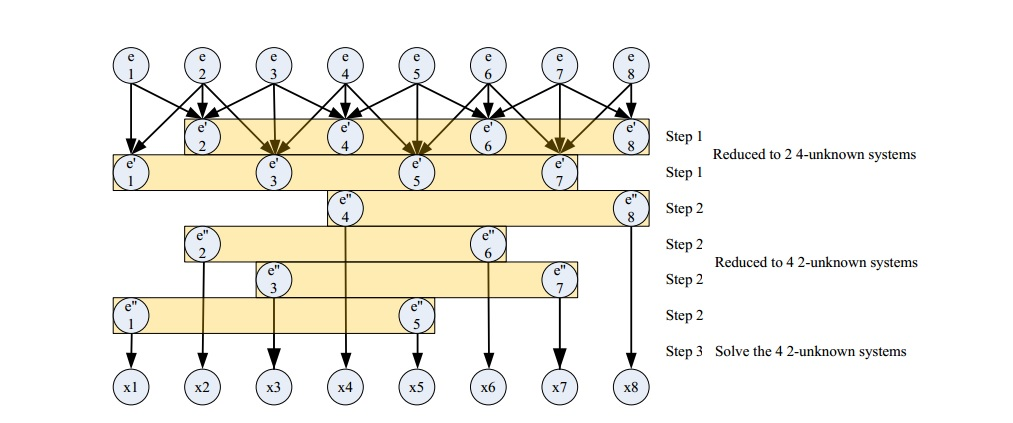 e e e e e e e e
1 2 3 4 5 6 7 8
e' e' e' e' Step 1
2 4 6 8
Reduced to 2 4-unknown systems
e' e' e' e' Step 1
1 3 5 7
e'' e'' Step 2
4 8
e'' e'' Step 2
2 6
Reduced to 4 2-unknown systems
e'' e'' Step 2
3 7
e'' e'' Step 2
1 5
Step 3 Solve the 4 2-unknown systems
x1 x2 x3 x4 x5 x6 x7 x8